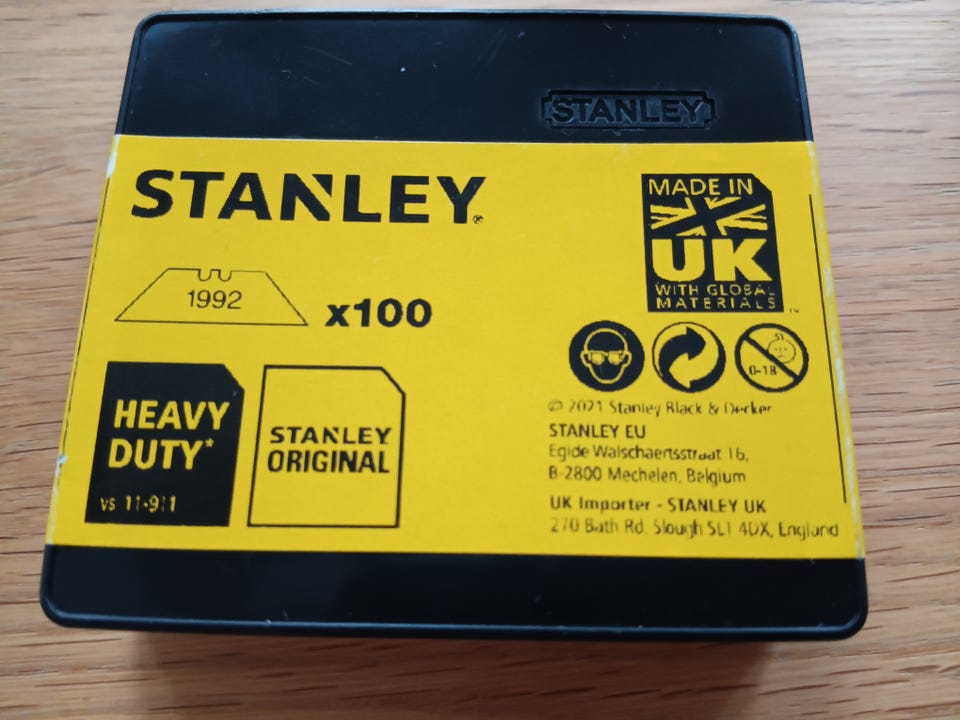 STANLEY
STANLEY
1992
x100
HEAVY
DUTY*
vs 11-911
STANLEY
ORIGINAL
MADE IN
UK
WITH GLOBAL
MATERIALS
0-18
© 2021 Stanley Black & Decker
STANLEY EU
Egide Walschaertsstraat 16,
B-2800 Mechelen, Belgium
UK Importer - STANLEY UK
270 Bath Rd, Slough SL1 4DX, England